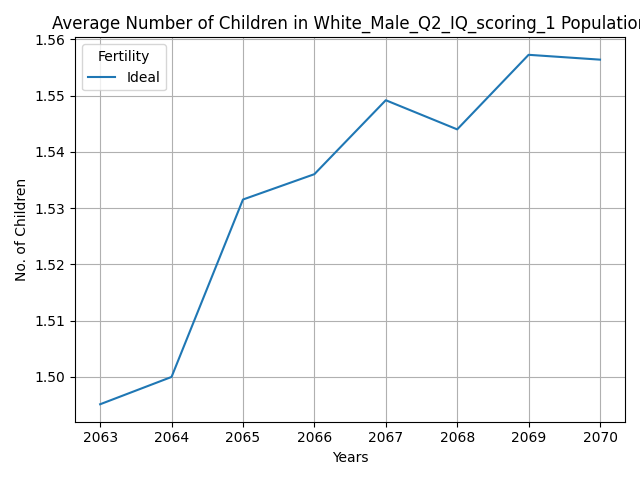 Average Number of Children in White_Male_Q2_IQ_scoring_1 Population
Fertility
Ideal
1.56
1.55
1.54
1.53
1.52
1.51
1.50
No. of Children
2063 2064 2065 2066 2067 2068 2069 2070
Years